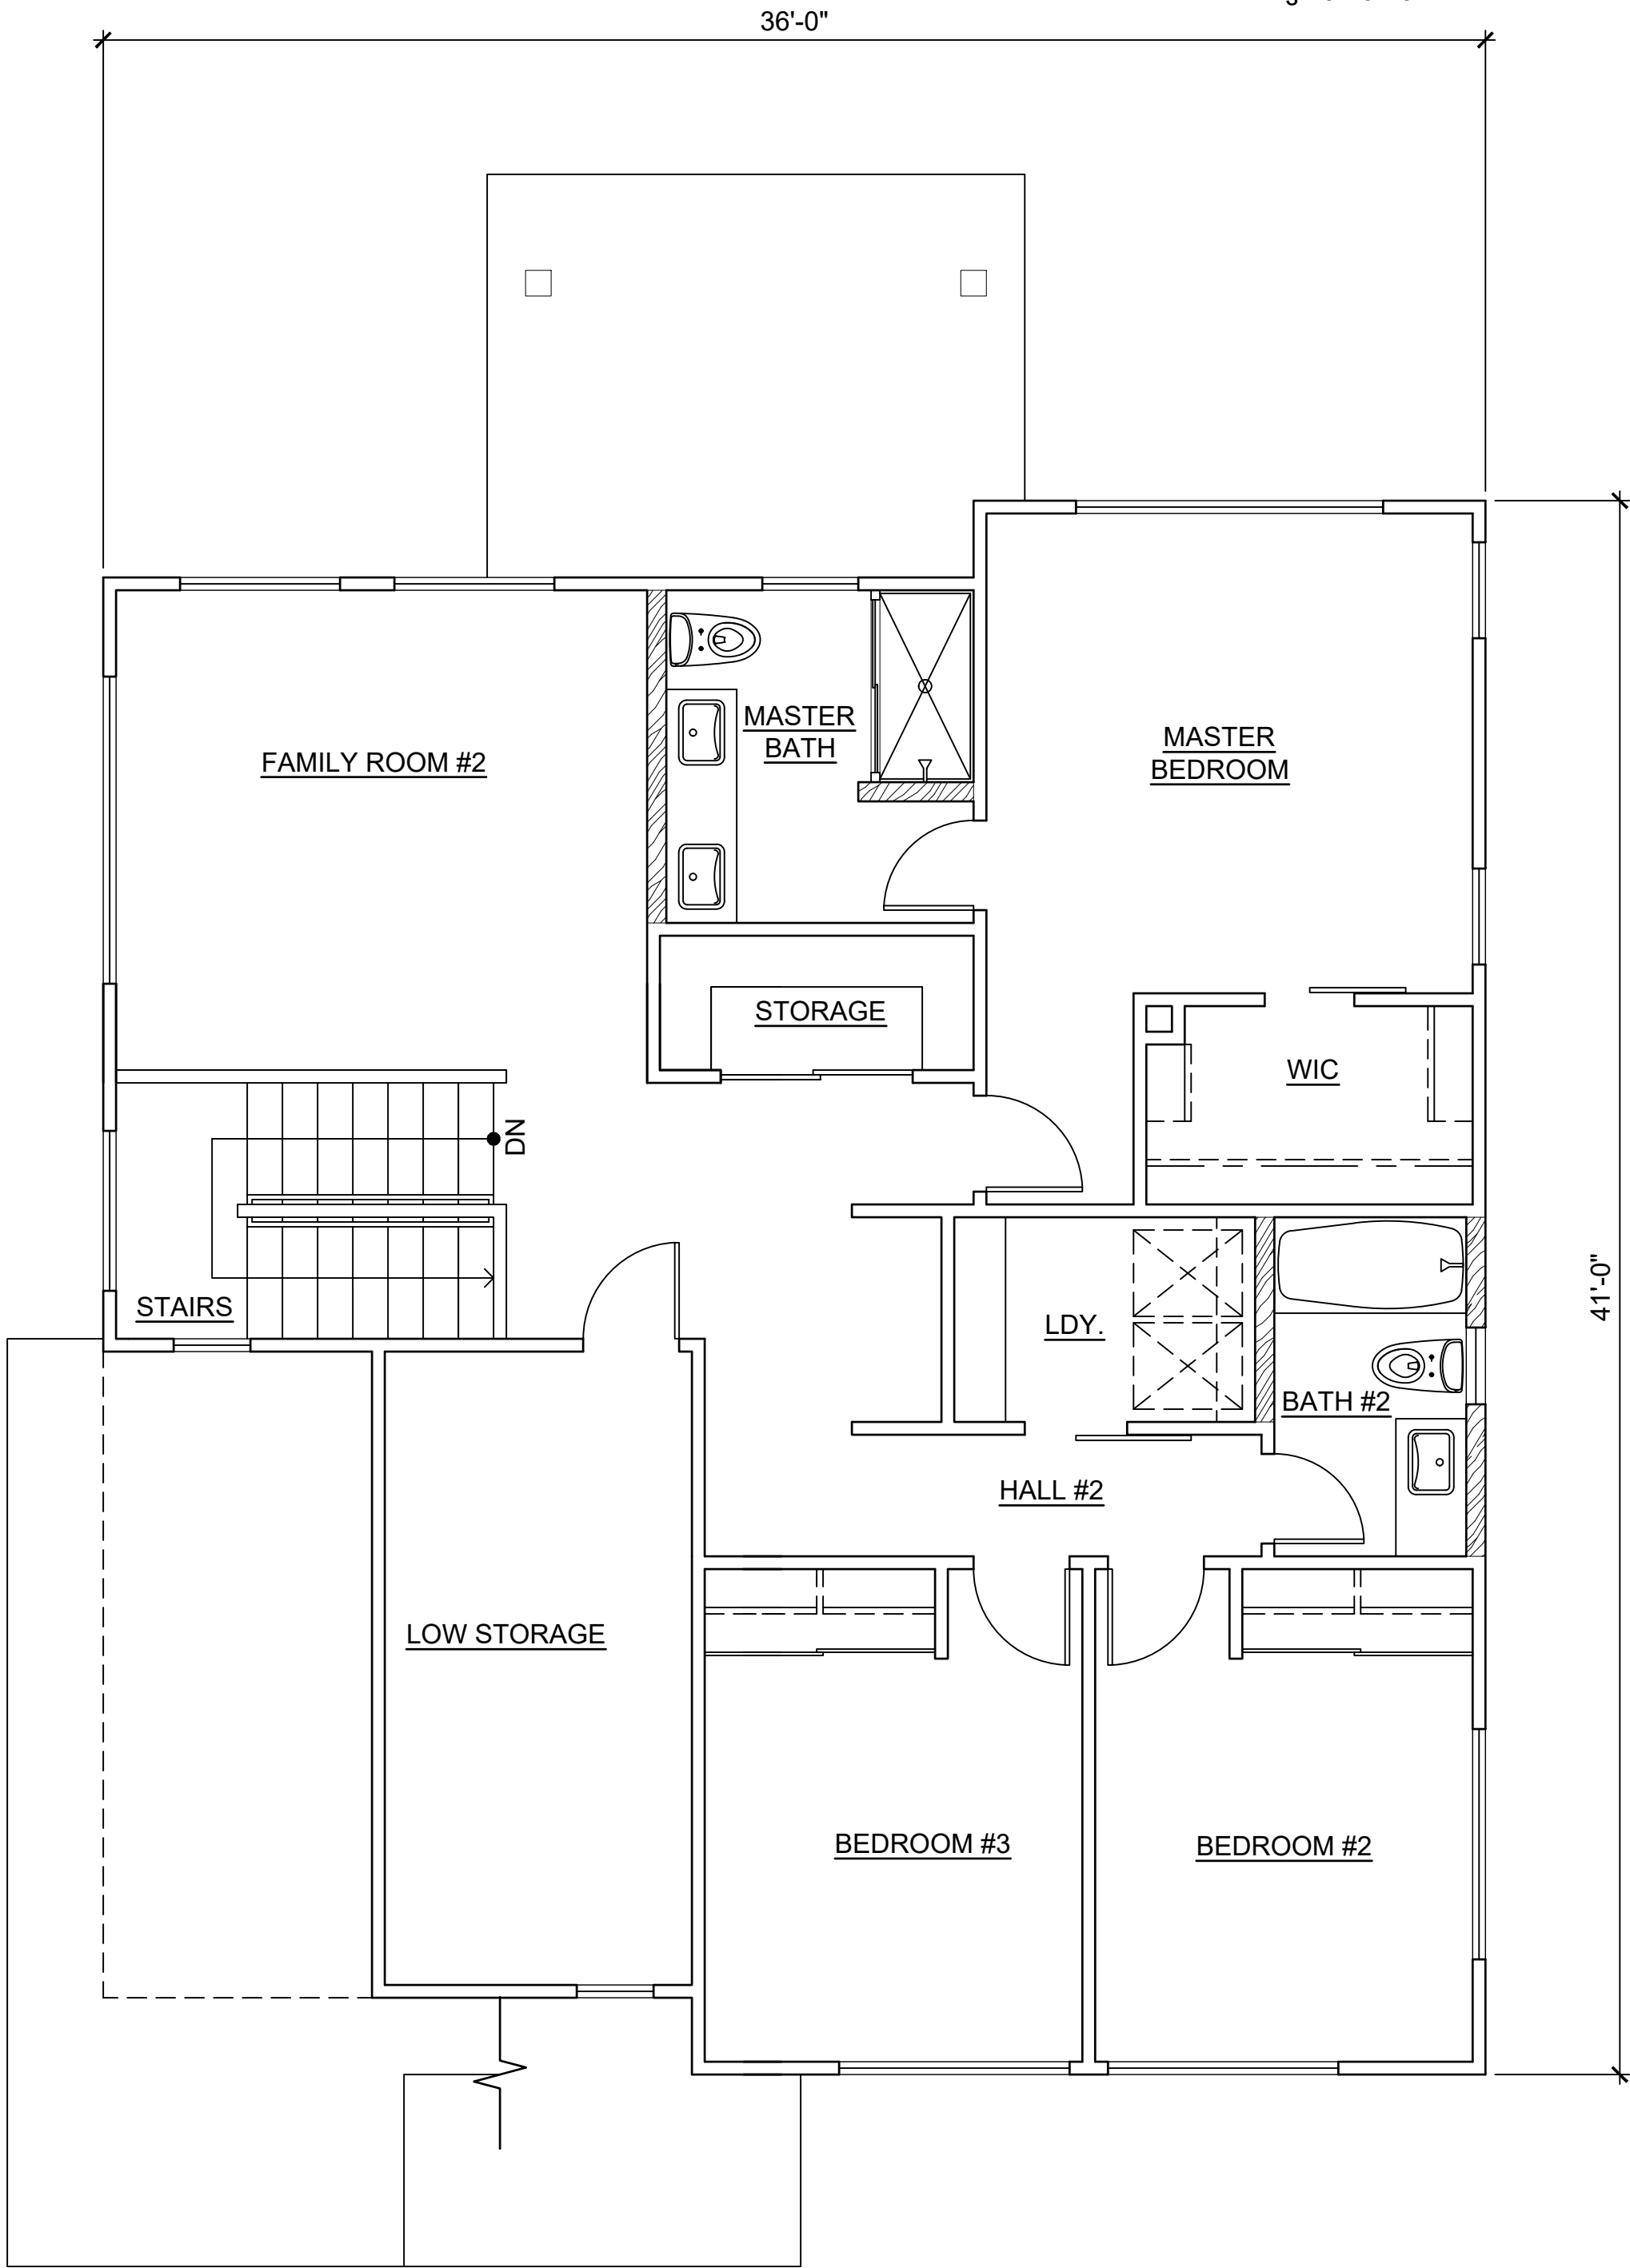 36'-0"
MASTER
BATH
FAMILY ROOM #2
MASTER
BEDROOM
STORAGE
WIC
DN
STAIRS
LDY.
41'-0"
BATH #2
HALL #2
LOW STORAGE
BEDROOM #3
BEDROOM #2